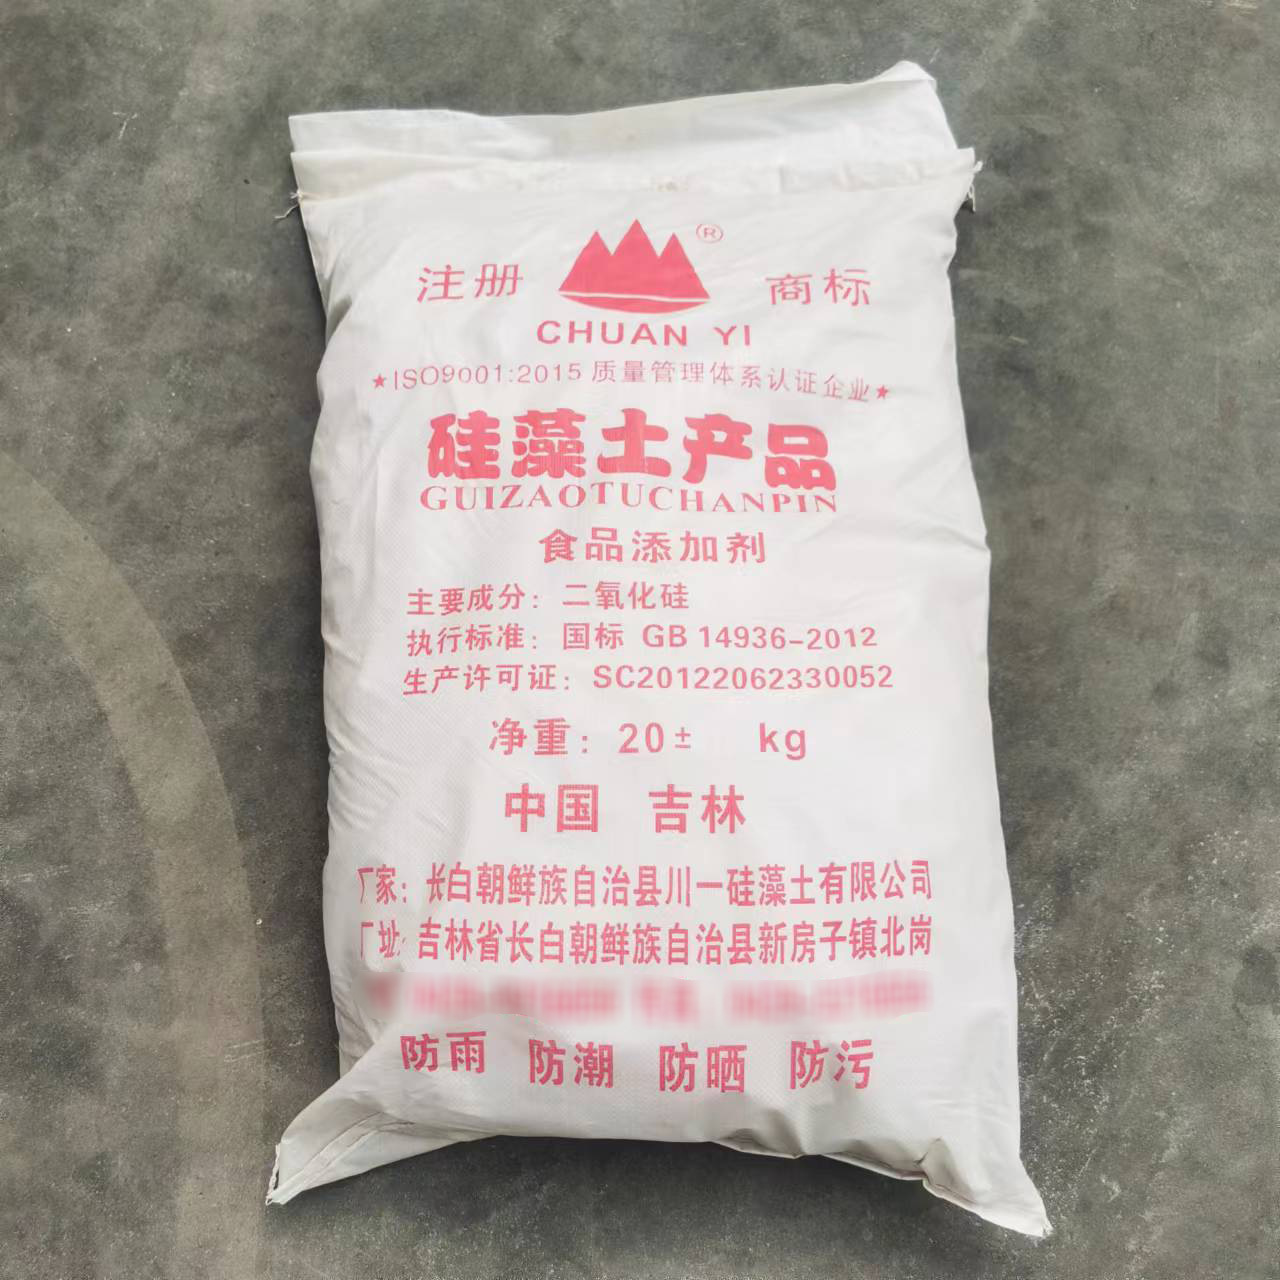 注册 ® 商标
CHUAN YI
★ISO9001:2015质量管理体系认证企业★
硅藻土产品
GUIZAOTUCHANPIN
食品添加剂
主要成分：二氧化硅
执行标准：国标 GB 14936-2012
生产许可证：SC20122062330052
净重：20± kg
中国 吉林
厂家：长白朝鲜族自治县川一硅藻土有限公司
厂址：吉林省长白朝鲜族自治县新房子镇北岗
防雨 防潮 防晒 防污